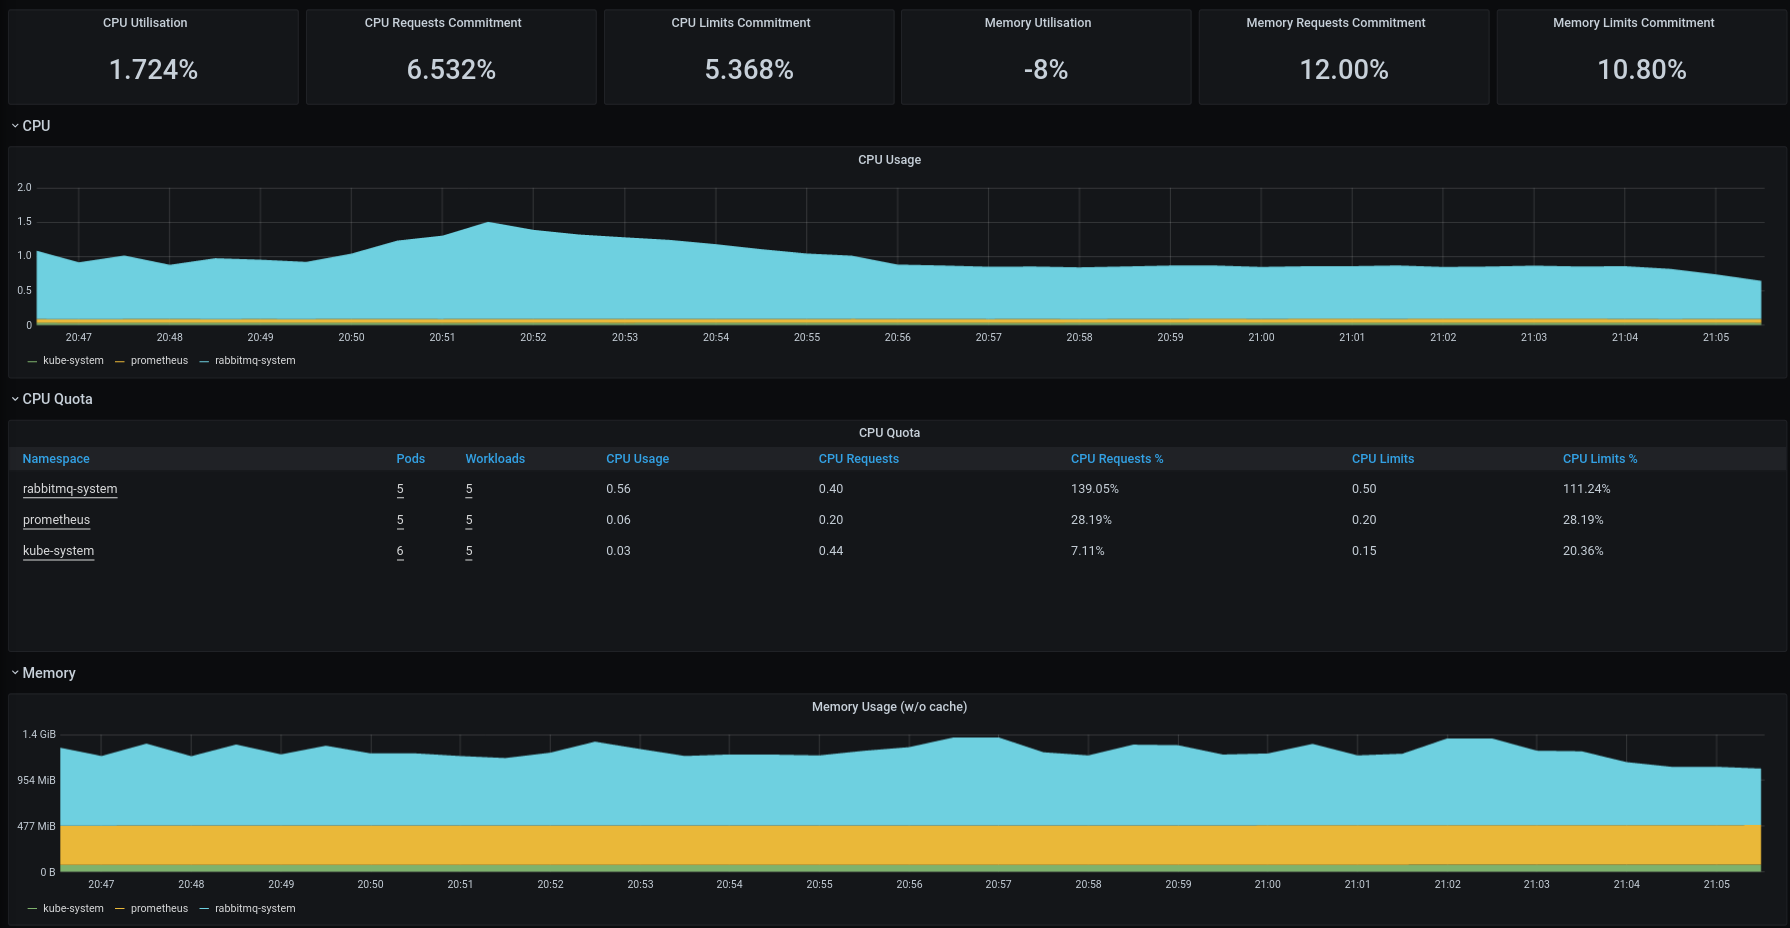 CPU Utilisation CPU Requests Commitment CPU Limits Commitment Memory Utilisation Memory Requests Commitment Memory Limits Commitment
1.724% 6.532% 5.368% -8% 12.00% 10.80%
CPU
CPU Usage
2.0
1.5
1.0
0.5
0
20:47 20:48 20:49 20:50 20:51 20:52 20:53 20:54 20:55 20:56 20:57 20:58 20:59 21:00 21:01 21:02 21:03 21:04 21:05
kube-system prometheus rabbitmq-system
CPU Quota
CPU Quota
Namespace Pods Workloads CPU Usage CPU Requests CPU Requests % CPU Limits CPU Limits %
rabbitmq-system 5 5 0.56 0.40 139.05% 0.50 111.24%
prometheus 5 5 0.06 0.20 28.19% 0.20 28.19%
kube-system 6 5 0.03 0.44 7.11% 0.15 20.36%
Memory
Memory Usage (w/o cache)
1.4 GiB
954 MiB
477 MiB
0 B
20:47 20:48 20:49 20:50 20:51 20:52 20:53 20:54 20:55 20:56 20:57 20:58 20:59 21:00 21:01 21:02 21:03 21:04 21:05
kube-system prometheus rabbitmq-system